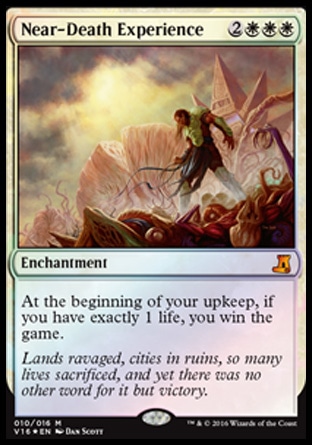 Near-Death Experience 2
Enchantment
At the beginning of your upkeep, if
you have exactly 1 life, you win the
game.
Lands ravaged, cities in ruins, so many
lives sacrificed, and yet there was no
other word for it but victory.
010/016 M
V16 ★ EN Dan Scott
™ & © 2016 Wizards of the Coast